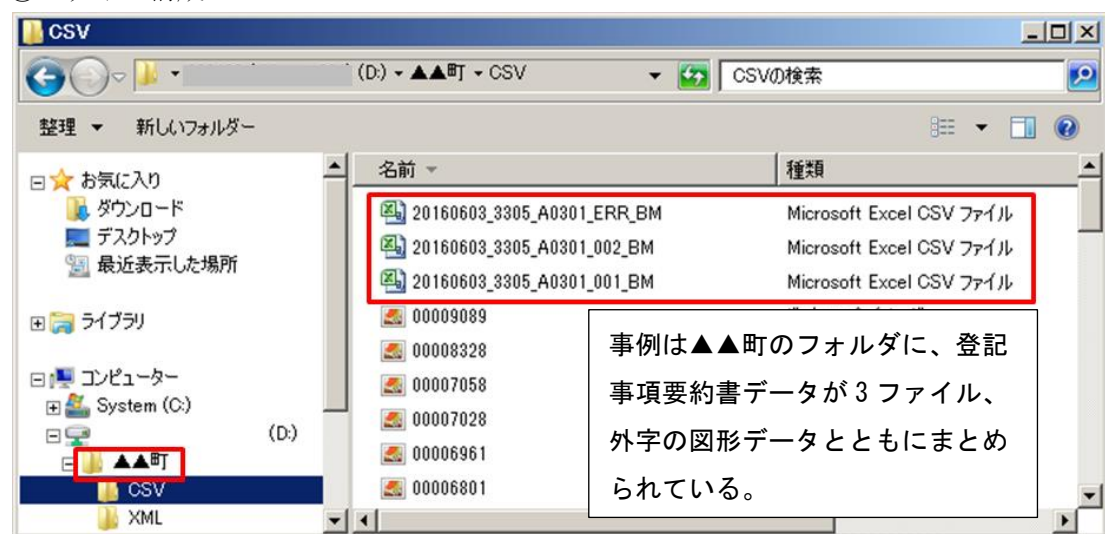 CSV
(D:) ▾ ▲▲町 ▾ CSV
CSVの検索
整理 ▼ 新しいフォルダー
名前 種類
お気に入り
ダウンロード
デスクトップ
最近表示した場所
ライブラリ
コンピューター
System (C:)
(D:)
▲▲町
CSV
XML
20160603_3305_A0301_ERR_BM Microsoft Excel CSV ファイル
20160603_3305_A0301_002_BM Microsoft Excel CSV ファイル
20160603_3305_A0301_001_BM Microsoft Excel CSV ファイル
00009089
00008328
00007058
00007028
00006961
00006801
事例は▲▲町のフォルダに、登記
事項要約書データが3ファイル、
外字の図形データとともにまとめ
られている。